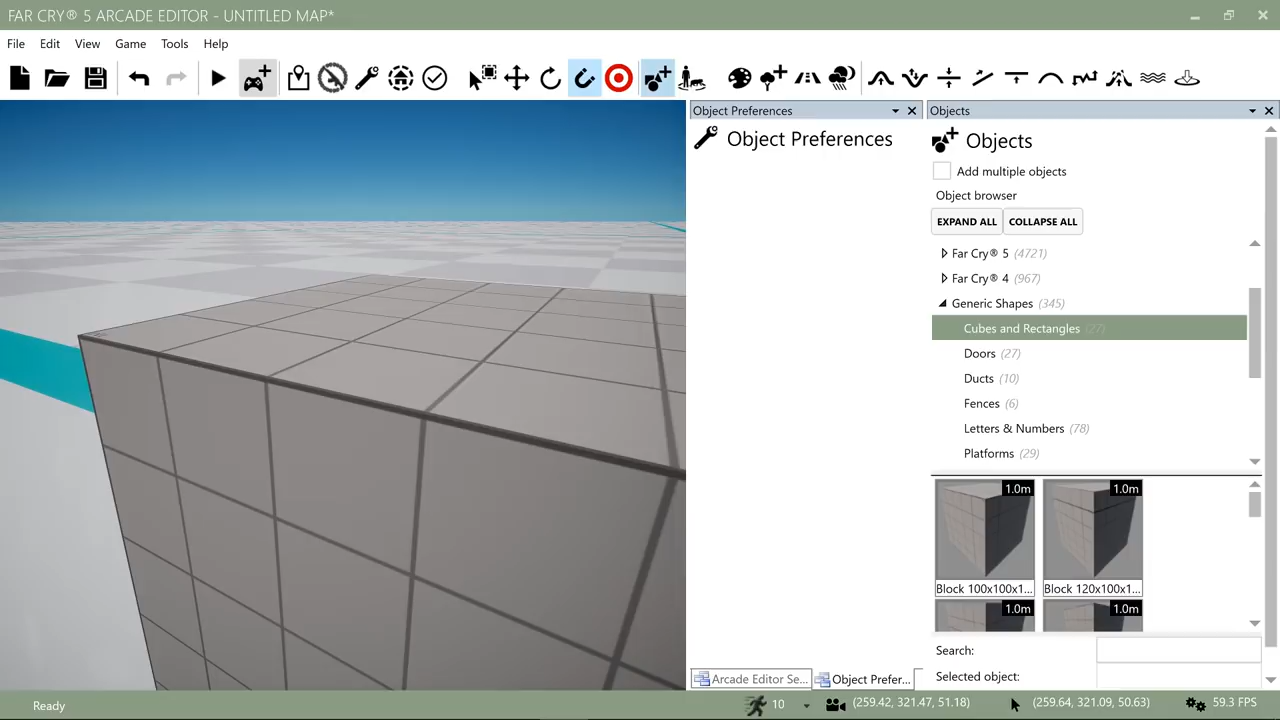 FAR CRY® 5 ARCADE EDITOR - UNTITLED MAP*
File Edit View Game Tools Help
Object Preferences
Objects
Object Preferences
Objects
Add multiple objects
Object browser
EXPAND ALL COLLAPSE ALL
Far Cry® 5 (4721)
Far Cry® 4 (967)
Generic Shapes (345)
Cubes and Rectangles (27)
Doors (27)
Ducts (10)
Fences (6)
Letters & Numbers (78)
Platforms (29)
1.0m 1.0m
Block 100x100x1... Block 120x100x1...
1.0m 1.0m
Search:
Selected object:
Arcade Editor Se... Object Prefer...
Ready 10 (259.42, 321.47, 51.18) (259.64, 321.09, 50.63) 59.3 FPS